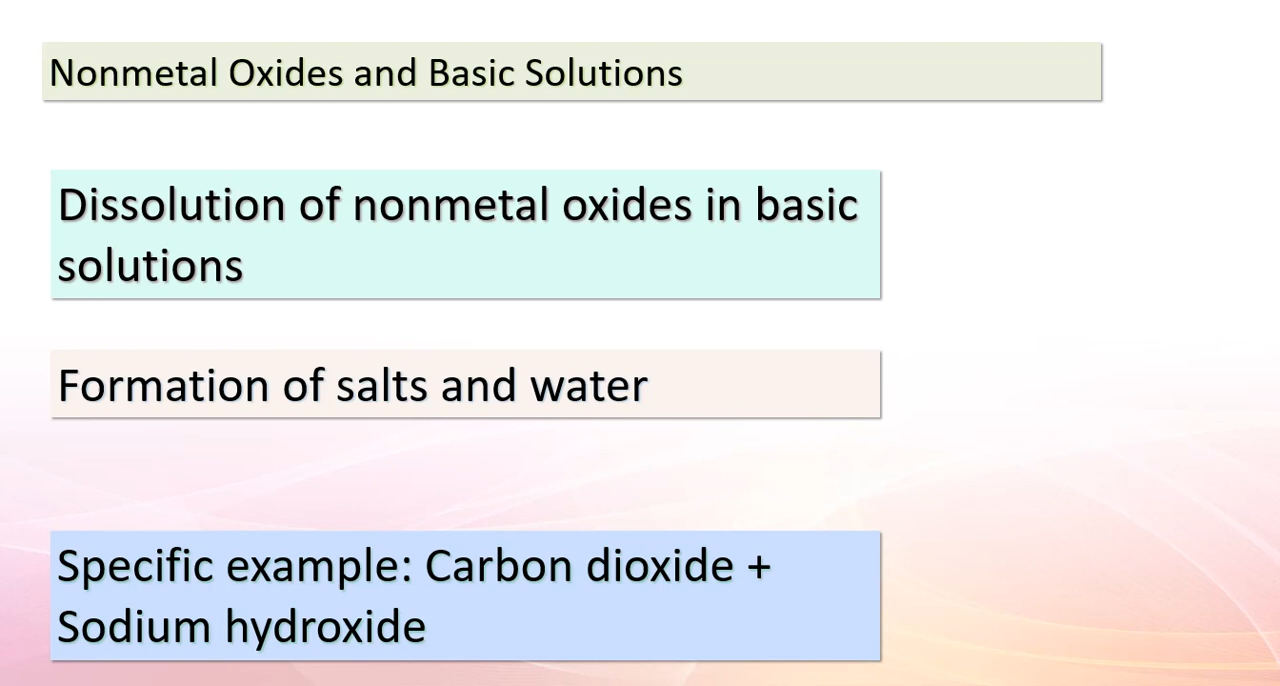 Nonmetal Oxides and Basic Solutions
Dissolution of nonmetal oxides in basic
solutions
Formation of salts and water
Specific example: Carbon dioxide +
Sodium hydroxide